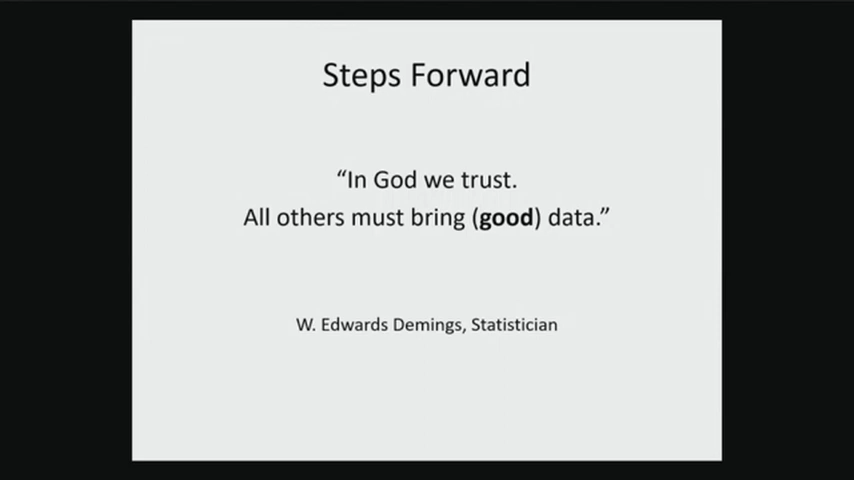 Steps Forward
“In God we trust.
All others must bring (good) data.”
W. Edwards Demings, Statistician